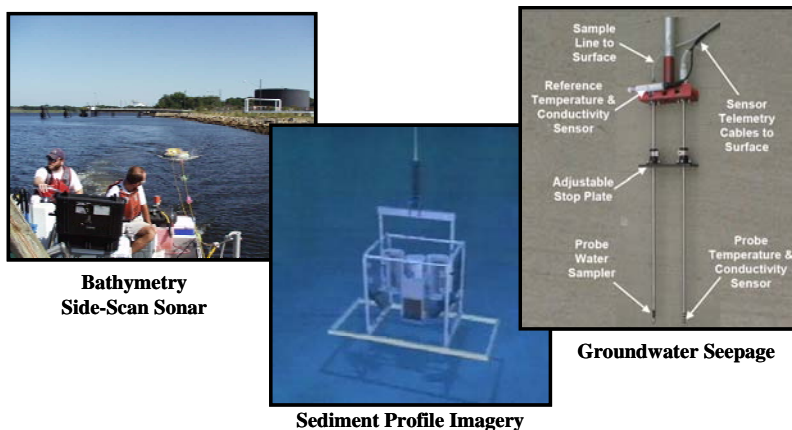 Sample
Line to
Surface
Reference
Temperature &
Conductivity
Sensor
Sensor
Telemetry
Cables to
Surface
Adjustable
Stop Plate
Probe
Water
Sampler
Probe
Temperature &
Conductivity
Sensor
Bathymetry
Side-Scan Sonar
Groundwater Seepage
Sediment Profile Imagery